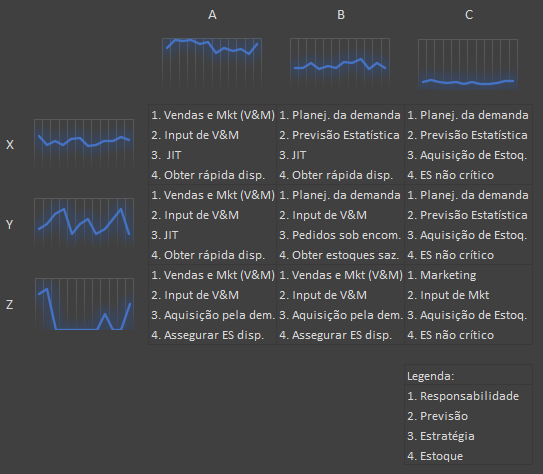 A B C
X
1. Vendas e Mkt (V&M) 1. Planej. da demanda 1. Planej. da demanda
2. Input de V&M 2. Previsão Estatística 2. Previsão Estatística
3. JIT 3. JIT 3. Aquisição de Estoq.
4. Obter rápida disp. 4. Obter rápida disp. 4. ES não crítico
Y
1. Vendas e Mkt (V&M) 1. Planej. da demanda 1. Planej. da demanda
2. Input de V&M 2. Input de V&M 2. Previsão Estatística
3. JIT 3. Pedidos sob encom. 3. Aquisição de Estoq.
4. Obter rápida disp. 4. Obter estoques saz. 4. ES não crítico
Z
1. Vendas e Mkt (V&M) 1. Vendas e Mkt (V&M) 1. Marketing
2. Input de V&M 2. Input de V&M 2. Input de Mkt
3. Aquisição pela dem. 3. Aquisição pela dem. 3. Aquisição de Estoq.
4. Assegurar ES disp. 4. Assegurar ES disp. 4. ES não crítico
Legenda:
1. Responsabilidade
2. Previsão
3. Estratégia
4. Estoque